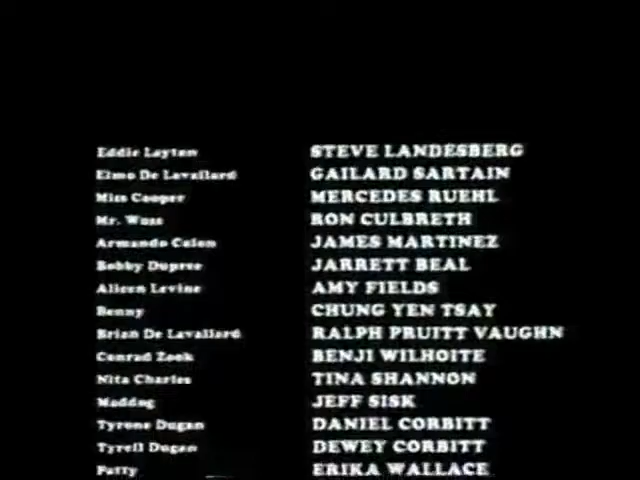 Eddie Layton STEVE LANDESBERG
Elmo De Lavallard GAILARD SARTAIN
Miss Cooper MERCEDES RUEHL
Mr. Woss RON CULBRETH
Armando Colon JAMES MARTINEZ
Bobby Dupree JARRETT BEAL
Aileen Levine AMY FIELDS
Benny CHUNG YEN TSAY
Brian De Lavallard RALPH PRUITT VAUGHN
Conrad Zook BENJI WILHOITE
Nita Charles TINA SHANNON
Maddog JEFF SISK
Tyrone Dugan DANIEL CORBITT
Tyrell Dugan DEWEY CORBITT
Patty ERIKA WALLACE